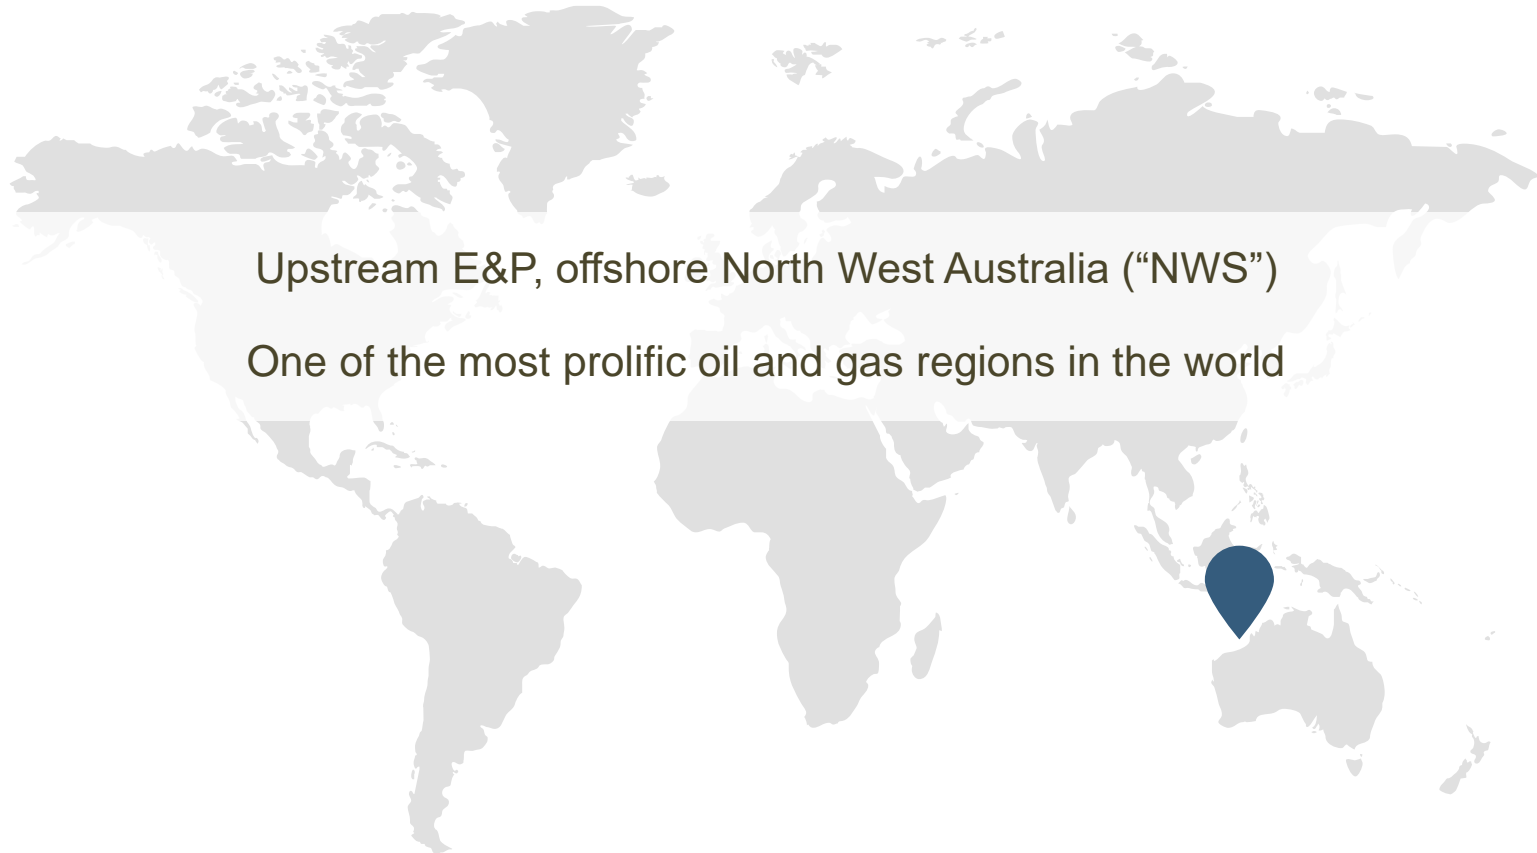 Upstream E&P, offshore North West Australia (“NWS”)
One of the most prolific oil and gas regions in the world